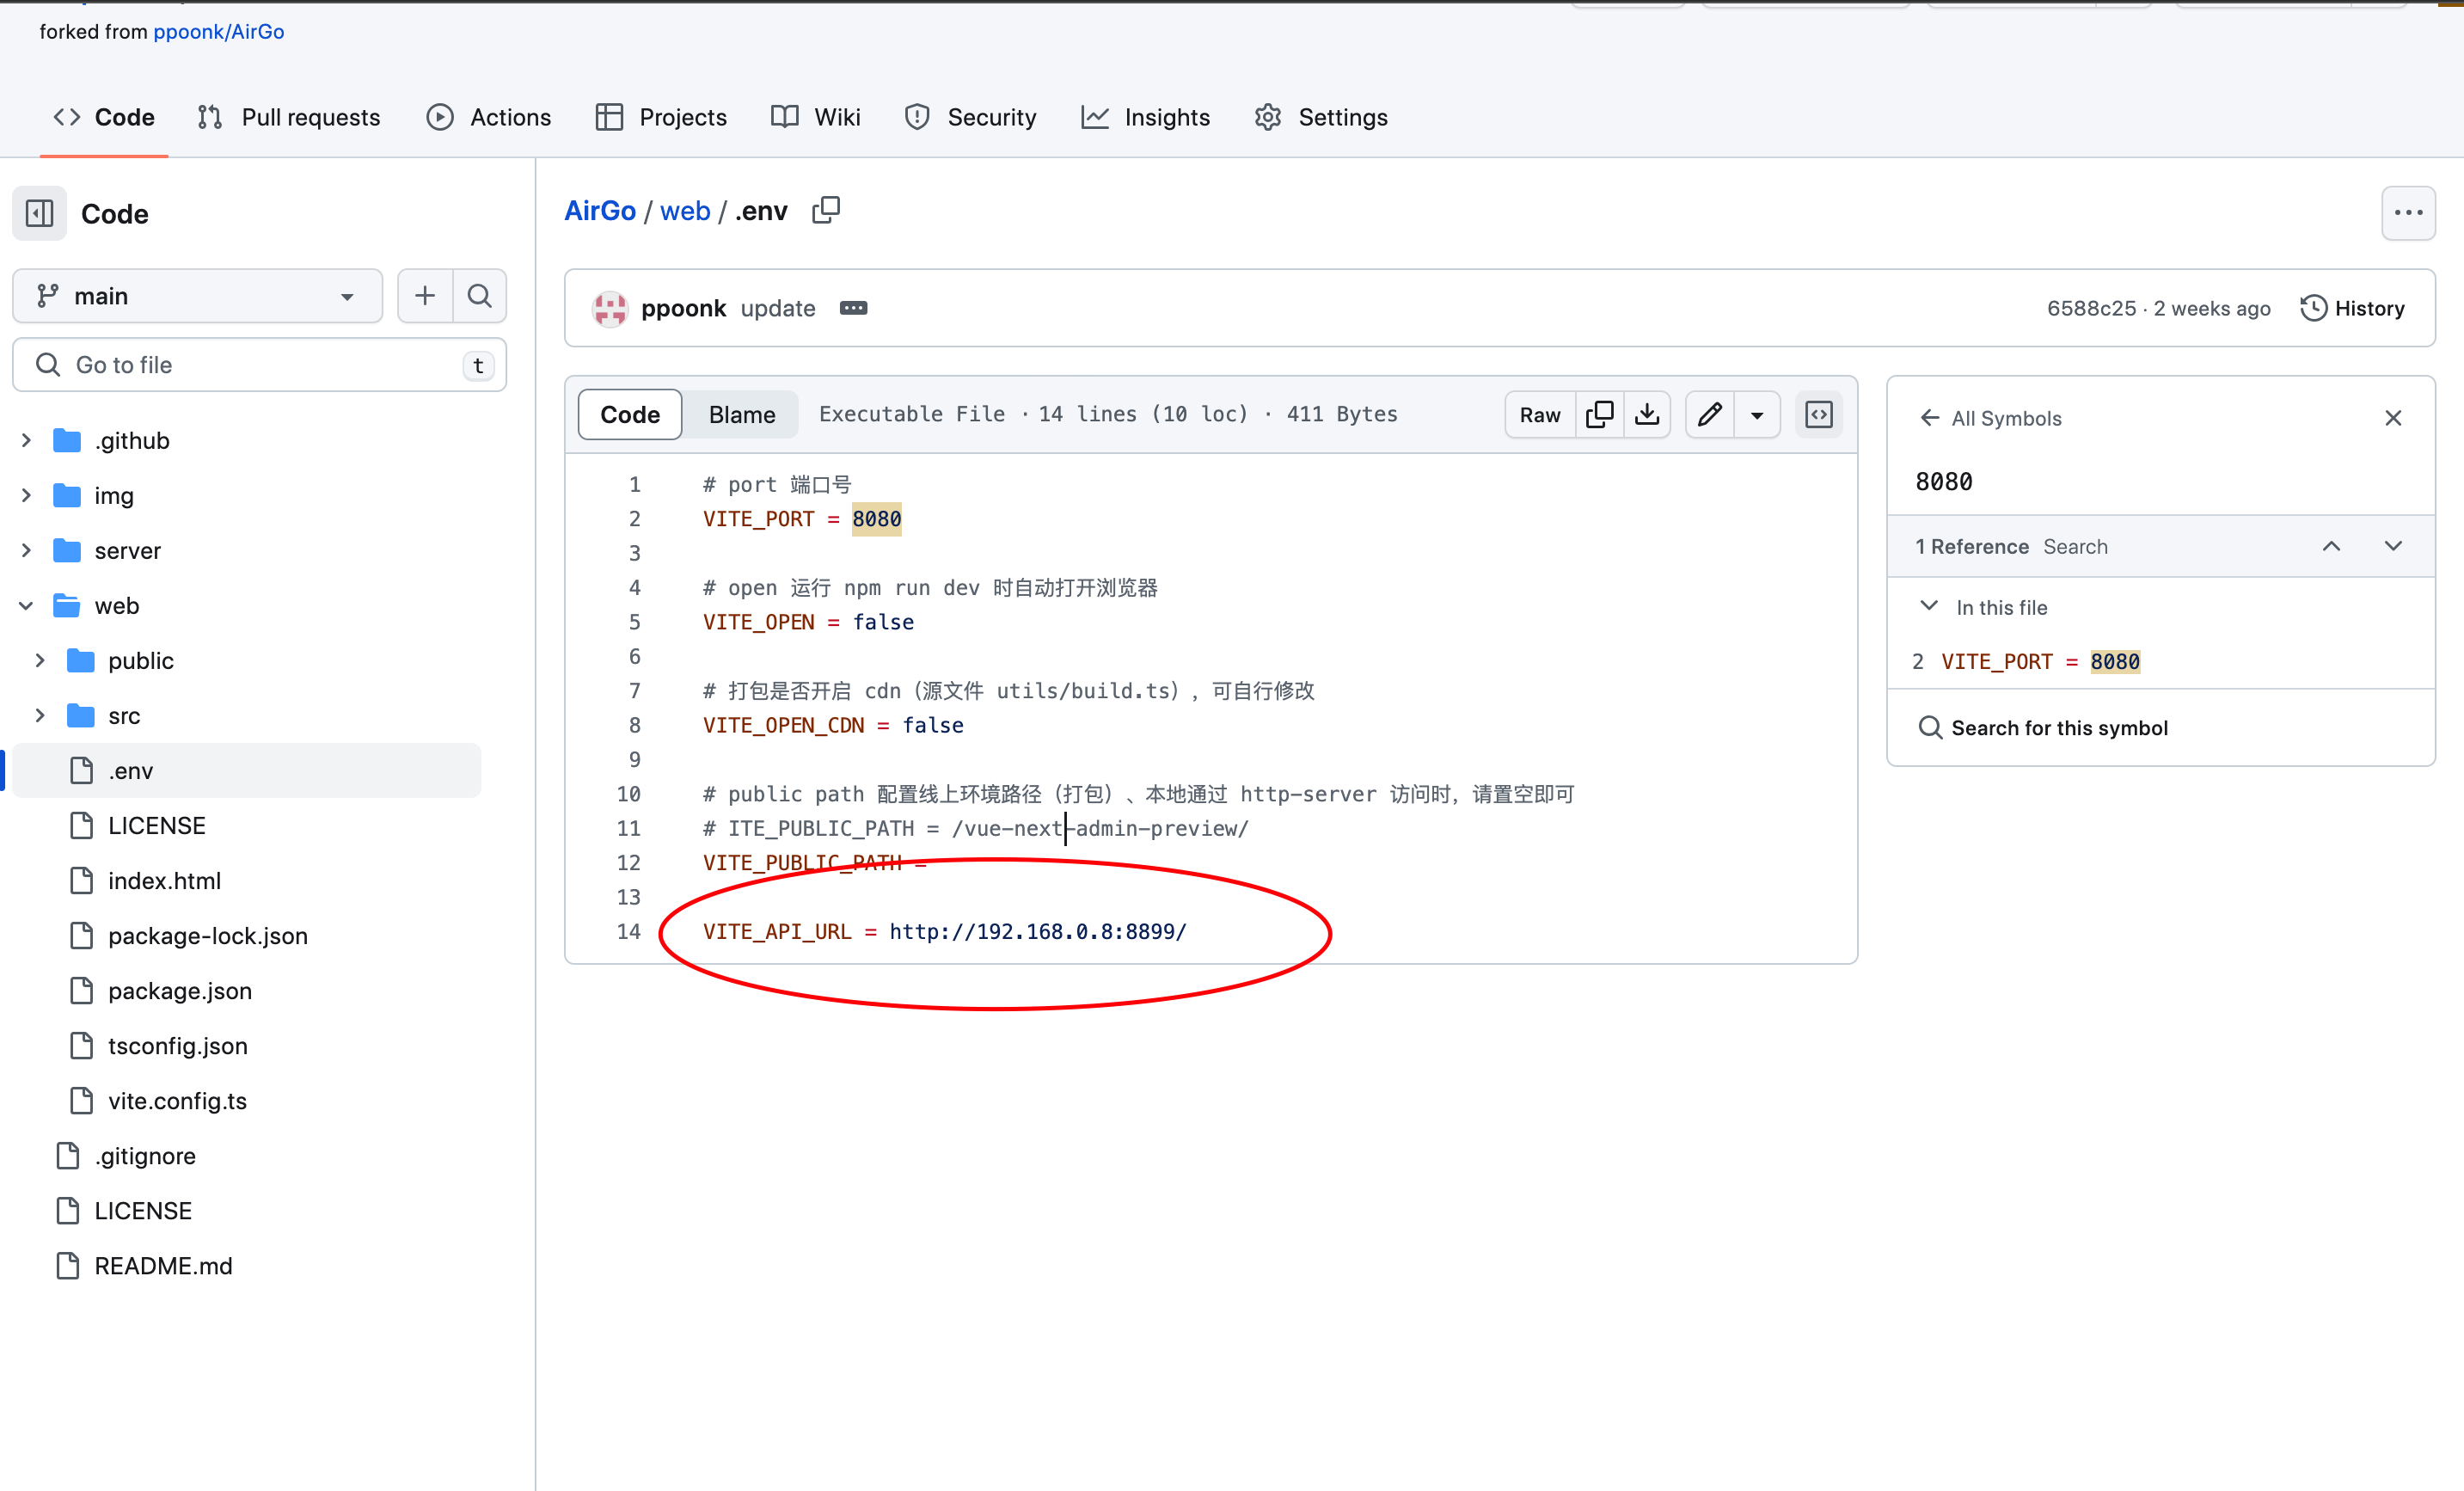 forked from ppoonk/AirGo
Code
Pull requests
Actions
Projects
Wiki
Security
Insights
Settings
Code
main
Go to file
t
.github
img
server
web
public
src
.env
LICENSE
index.html
package-lock.json
package.json
tsconfig.json
vite.config.ts
.gitignore
LICENSE
README.md
AirGo / web / .env
ppoonk update
6588c25 · 2 weeks ago
History
Code
Blame
Executable File · 14 lines (10 loc) · 411 Bytes
Raw
1 # port 端口号
2 VITE_PORT = 8080
3
4 # open 运行 npm run dev 时自动打开浏览器
5 VITE_OPEN = false
6
7 # 打包是否开启 cdn（源文件 utils/build.ts），可自行修改
8 VITE_OPEN_CDN = false
9
10 # public path 配置线上环境路径（打包）、本地通过 http-server 访问时，请置空即可
11 # ITE_PUBLIC_PATH = /vue-next-admin-preview/
12 VITE_PUBLIC_PATH =
13
14 VITE_API_URL = http://192.168.0.8:8899/
All Symbols
8080
1 Reference Search
In this file
2 VITE_PORT = 8080
Search for this symbol